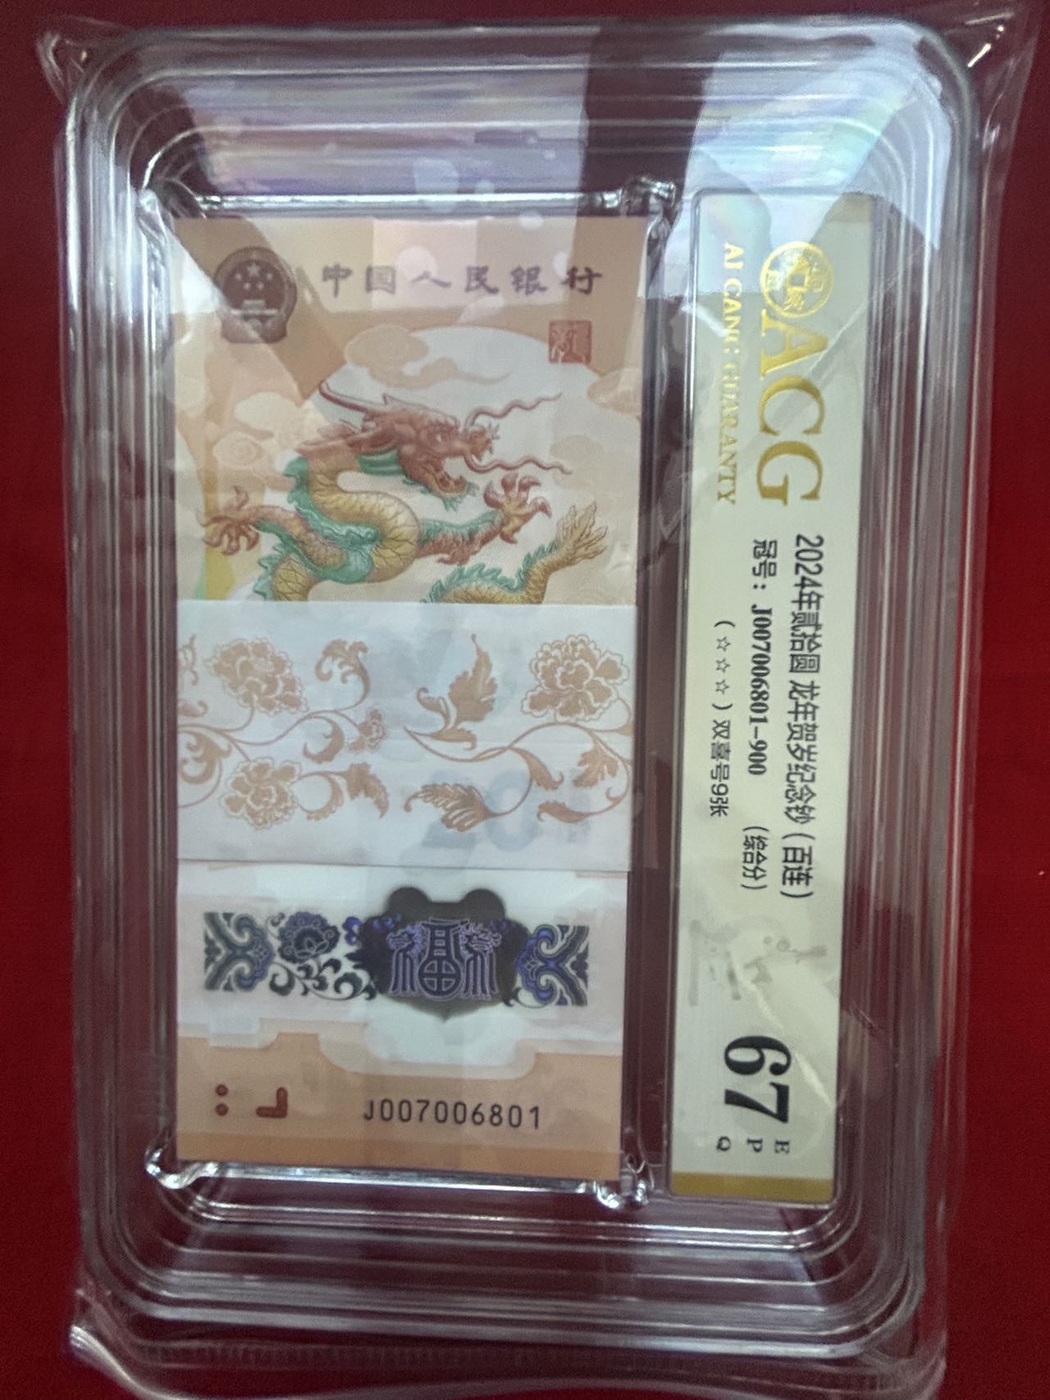 中国人民银行
福
J007006801
ACG
AI CANG GUARANTY
2024年贰拾圆 龙年贺岁纪念钞（百连）
冠号：J007006801-900 （综合分）
（☆☆☆）双喜号9张
67
E
P
Q